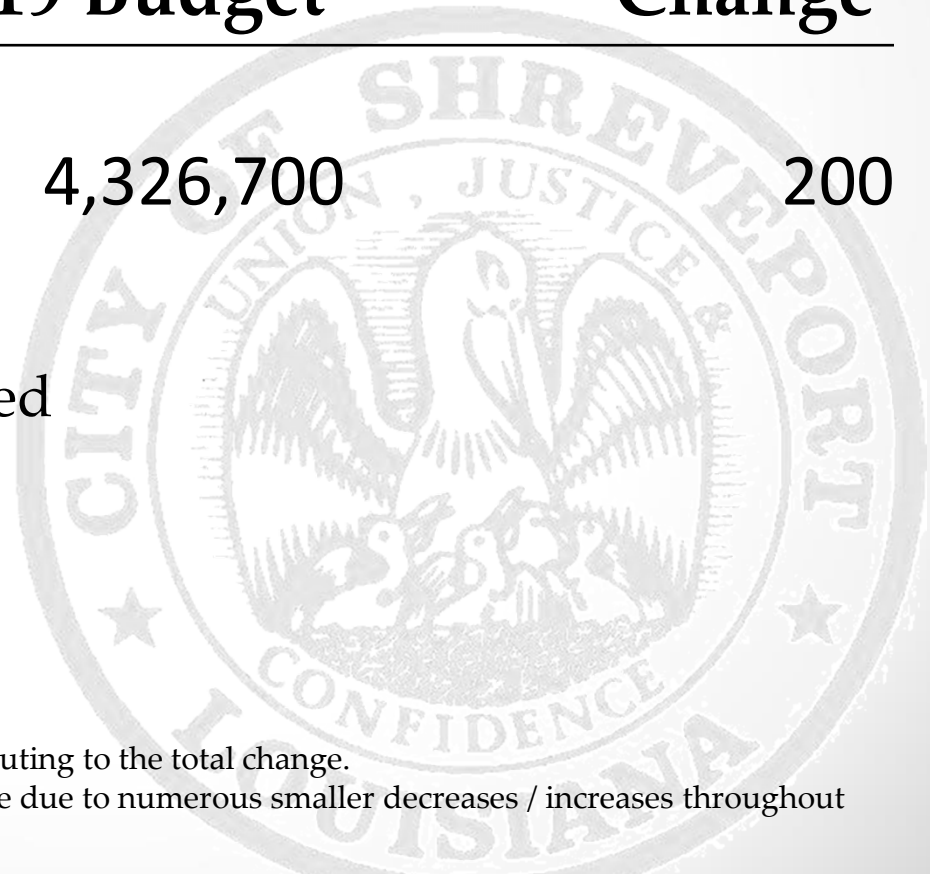 19 Budget Change
4,326,700 200
ed
uting to the total change.
e due to numerous smaller decreases / increases throughout
CITY OF SHREVEPORT
UNION, JUSTICE &
CONFIDENCE
LOUISIANA